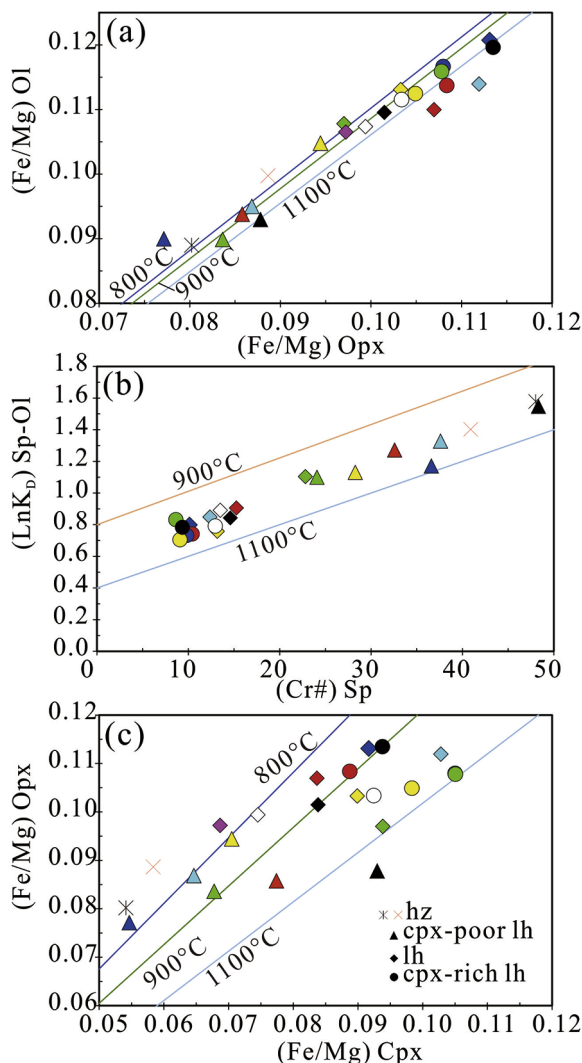 (a)
(Fe/Mg) Ol
0.12
0.11
0.10
0.09
0.08
800°C
900°C
1100°C
0.07
0.08
0.09
0.10
0.11
0.12
(Fe/Mg) Opx
(b)
(LnKD) Sp-Ol
1.8
1.6
1.4
1.2
1.0
0.8
0.6
0.4
0.2
0.0
900°C
1100°C
0
10
20
30
40
50
(Cr#) Sp
(c)
(Fe/Mg) Opx
0.12
0.11
0.10
0.09
0.08
0.07
0.06
800°C
900°C
1100°C
hz
cpx-poor lh
lh
cpx-rich lh
0.05
0.06
0.07
0.08
0.09
0.10
0.11
0.12
(Fe/Mg) Cpx